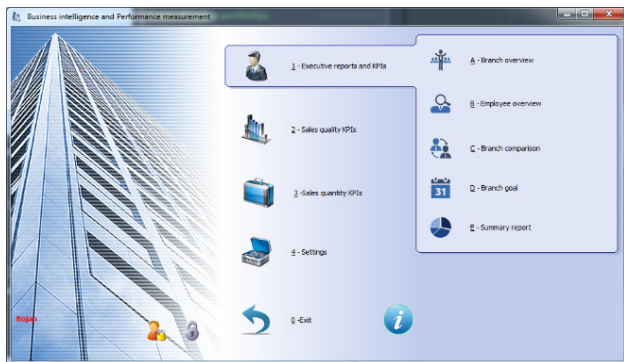 Business intelligence and Performance measurement
1 - Executive reports and KPIs
2 - Sales quality KPIs
3 -Sales quantity KPIs
4 - Settings
0 -Exit
A - Branch overview
B - Employee overview
C - Branch comparison
D - Branch goal
31
E - Summary report
Bojan
i